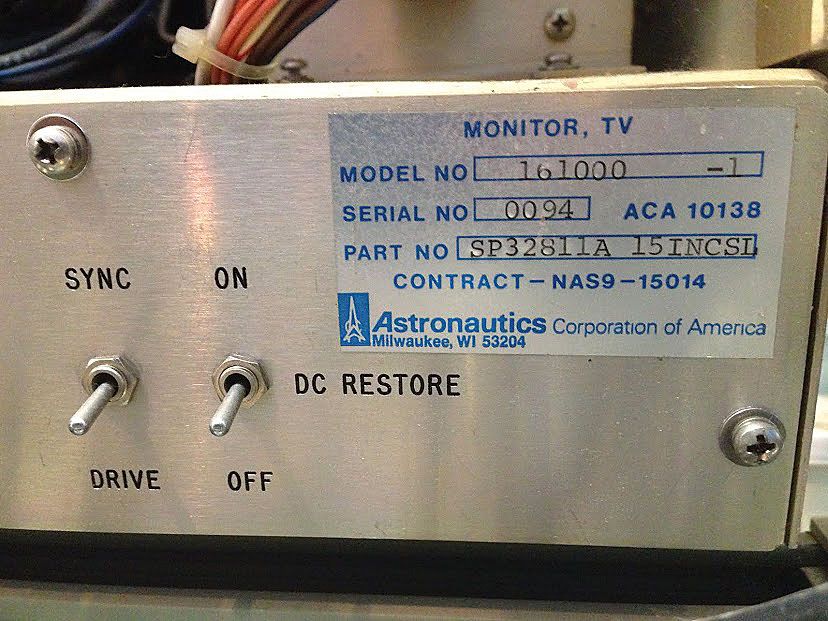 MONITOR, TV
MODEL NO 161000 -1
SERIAL NO 0094 ACA 10138
PART NO SP32811A 15INCSL
CONTRACT-NAS9-15014
Astronautics Corporation of America
Milwaukee, WI 53204
SYNC ON
DC RESTORE
DRIVE OFF